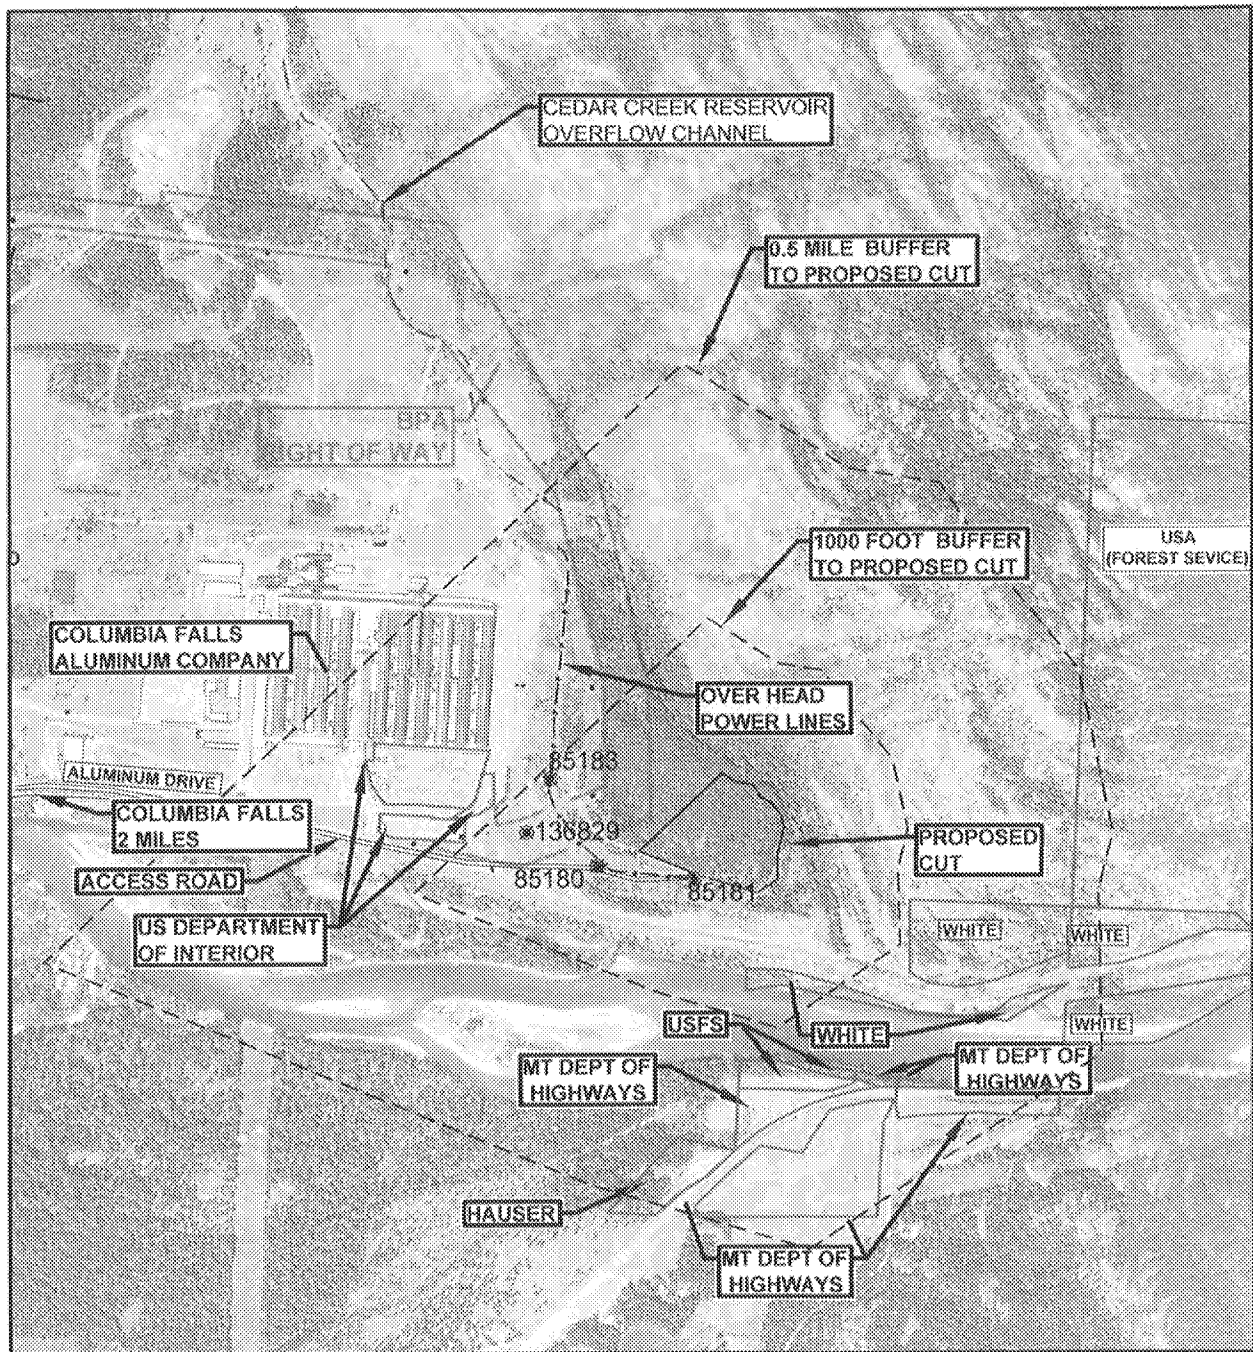 CEDAR CREEK RESERVOIR
OVERFLOW CHANNEL
0.5 MILE BUFFER
TO PROPOSED CUT
BPA
IGHT OF WAY
1000 FOOT BUFFER
TO PROPOSED CUT
USA
(FOREST SEVICE)
COLUMBIA FALLS
ALUMINUM COMPANY
OVER HEAD
POWER LINES
85183
ALUMINUM DRIVE
COLUMBIA FALLS
2 MILES
136829
PROPOSED
CUT
ACCESS ROAD
85180
85181
US DEPARTMENT
OF INTERIOR
WHITE
WHITE
USFS
WHITE
WHITE
MT DEPT OF
HIGHWAYS
MT DEPT OF
HIGHWAYS
HAUSER
MT DEPT OF
HIGHWAYS